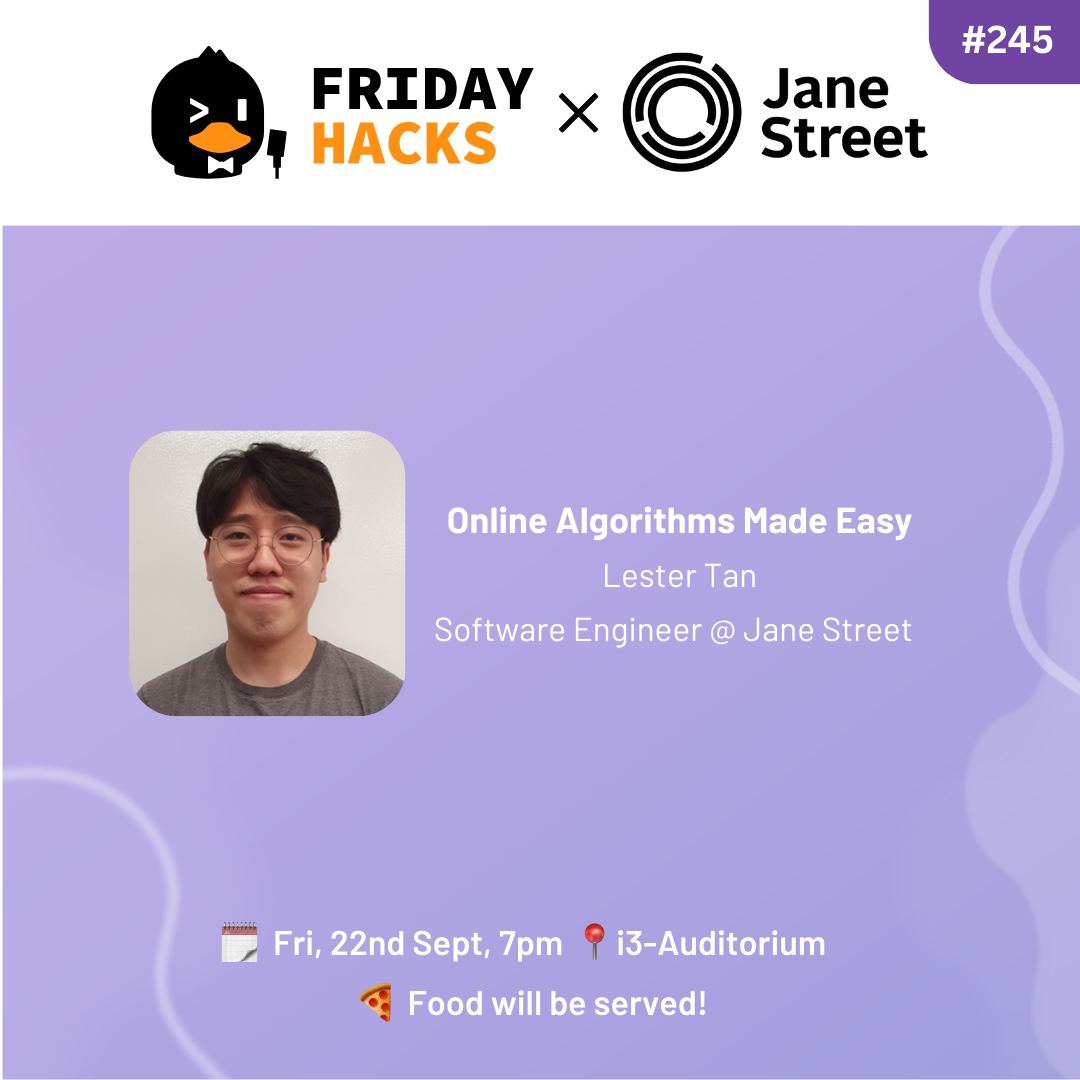 #245
FRIDAY
HACKS
Jane
Street
Online Algorithms Made Easy
Lester Tan
Software Engineer @ Jane Street
Fri, 22nd Sept, 7pm 📍 i3-Auditorium
Food will be served!